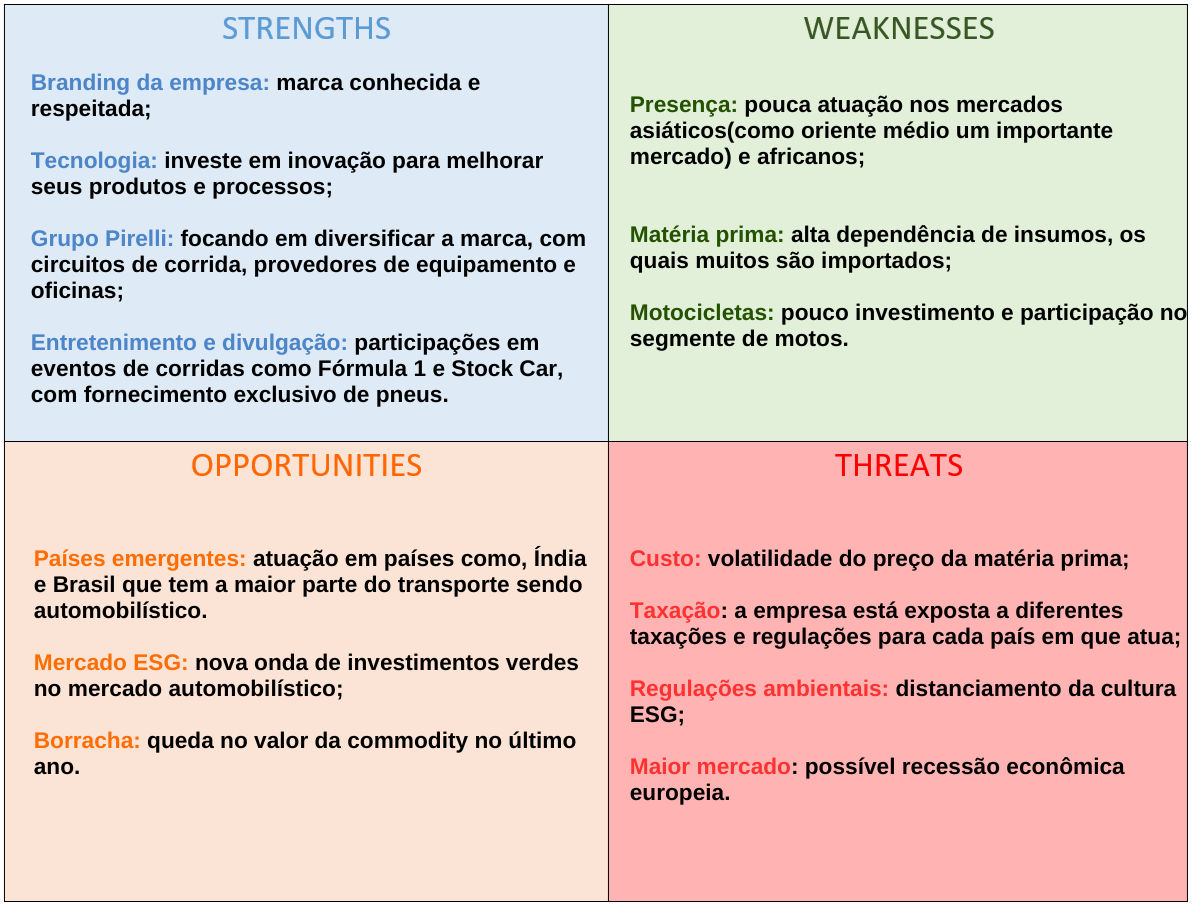 STRENGTHS
Branding da empresa: marca conhecida e
respeitada;
Tecnologia: investe em inovação para melhorar
seus produtos e processos;
Grupo Pirelli: focando em diversificar a marca, com
circuitos de corrida, provedores de equipamento e
oficinas;
Entretenimento e divulgação: participações em
eventos de corridas como Fórmula 1 e Stock Car,
com fornecimento exclusivo de pneus.
WEAKNESSES
Presença: pouca atuação nos mercados
asiáticos(como oriente médio um importante
mercado) e africanos;
Matéria prima: alta dependência de insumos, os
quais muitos são importados;
Motocicletas: pouco investimento e participação no
segmente de motos.
OPPORTUNITIES
Países emergentes: atuação em países como, Índia
e Brasil que tem a maior parte do transporte sendo
automobilístico.
Mercado ESG: nova onda de investimentos verdes
no mercado automobilístico;
Borracha: queda no valor da commodity no último
ano.
THREATS
Custo: volatilidade do preço da matéria prima;
Taxação: a empresa está exposta a diferentes
taxações e regulações para cada país em que atua;
Regulações ambientais: distanciamento da cultura
ESG;
Maior mercado: possível recessão econômica
europeia.